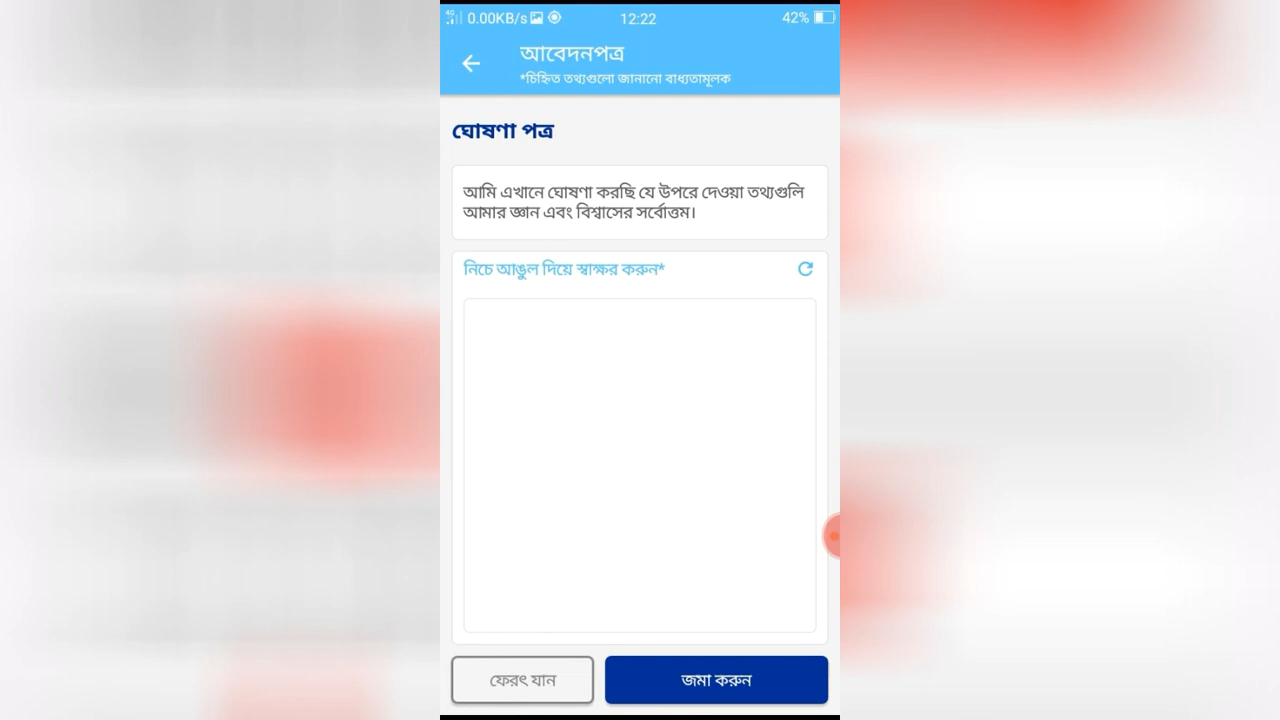 4G 0.00KB/s 12:22 42%
আবেদনপত্র
*চিহ্নিত তথ্যগুলো জানানো বাধ্যতামূলক
ঘোষণা পত্র
আমি এখানে ঘোষণা করছি যে উপরে দেওয়া তথ্যগুলি
আমার জ্ঞান এবং বিশ্বাসের সর্বোত্তম।
নিচে আঙুল দিয়ে স্বাক্ষর করুন*
ফেরৎ যান জমা করুন